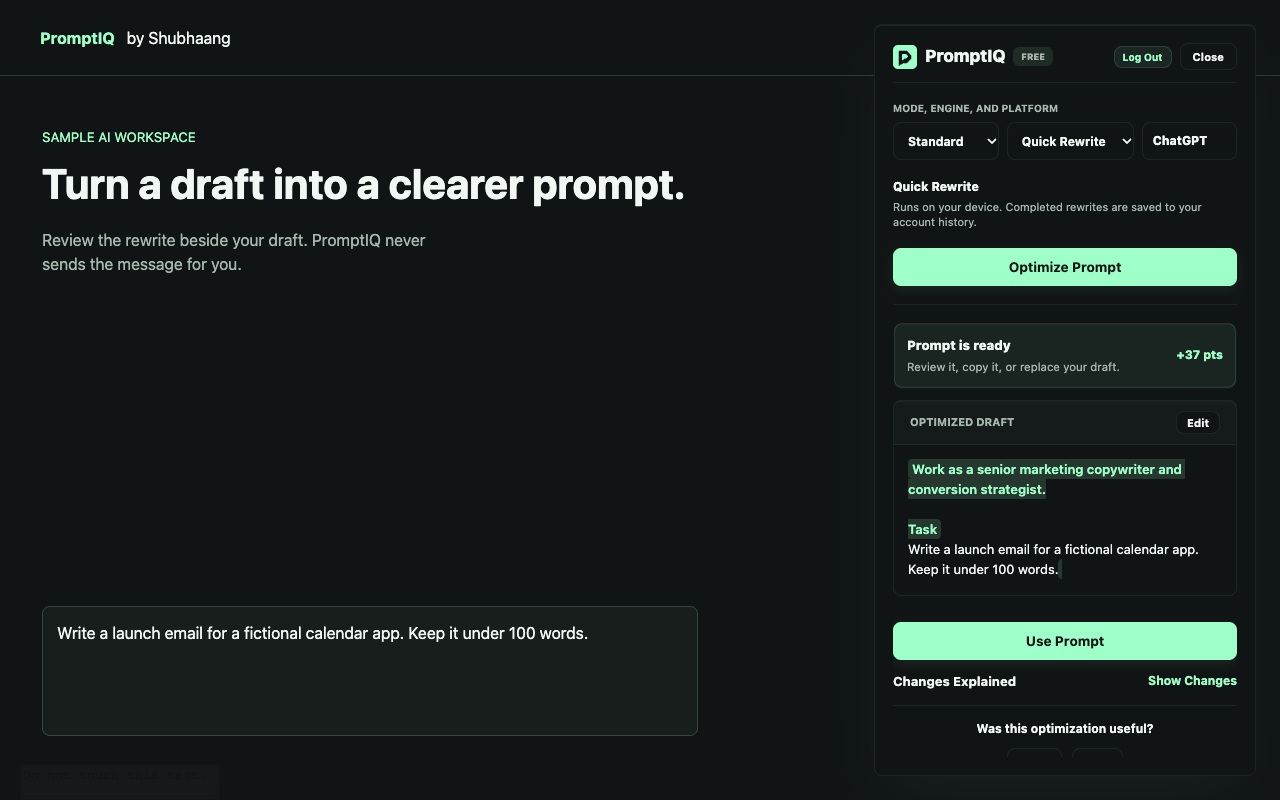 PromptIQ by Shubhaang
SAMPLE AI WORKSPACE
Turn a draft into a clearer prompt.
Review the rewrite beside your draft. PromptIQ never
sends the message for you.
Write a launch email for a fictional calendar app. Keep it under 100 words.
PromptIQ FREE Log Out Close
MODE, ENGINE, AND PLATFORM
Standard Quick Rewrite ChatGPT
Quick Rewrite
Runs on your device. Completed rewrites are saved to your
account history.
Optimize Prompt
Prompt is ready
+37 pts
Review it, copy it, or replace your draft.
OPTIMIZED DRAFT Edit
Work as a senior marketing copywriter and
conversion strategist.
Task
Write a launch email for a fictional calendar app.
Keep it under 100 words.
Use Prompt
Changes Explained Show Changes
Was this optimization useful?